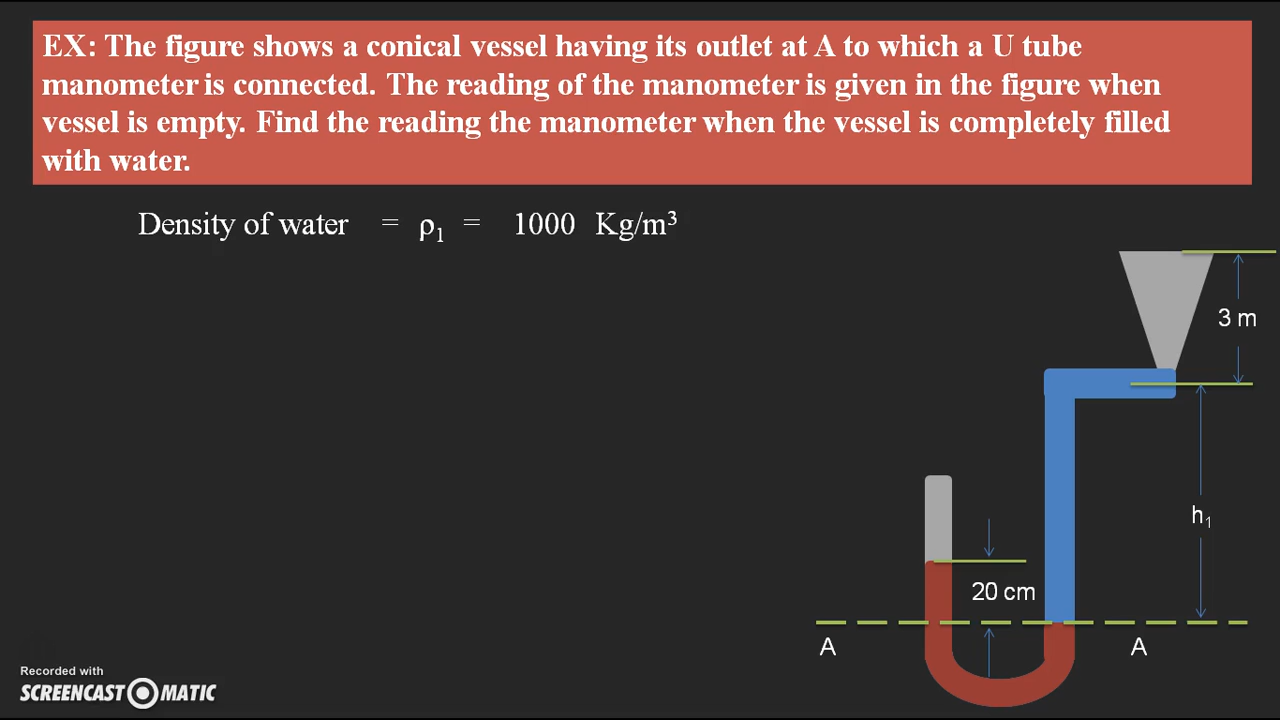 EX: The figure shows a conical vessel having its outlet at A to which a U tube
manometer is connected. The reading of the manometer is given in the figure when
vessel is empty. Find the reading the manometer when the vessel is completely filled
with water.
Density of water = ρ₁ = 1000 Kg/m³
3 m
h₁
20 cm
A A
Recorded with
SCREENCAST MATIC